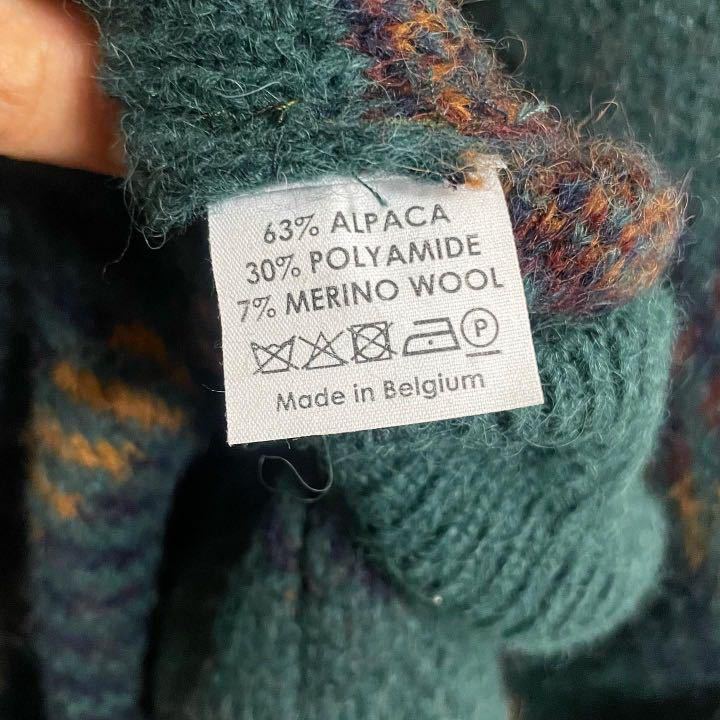 63% ALPACA
30% POLYAMIDE
7% MERINO WOOL
P
Made in Belgium